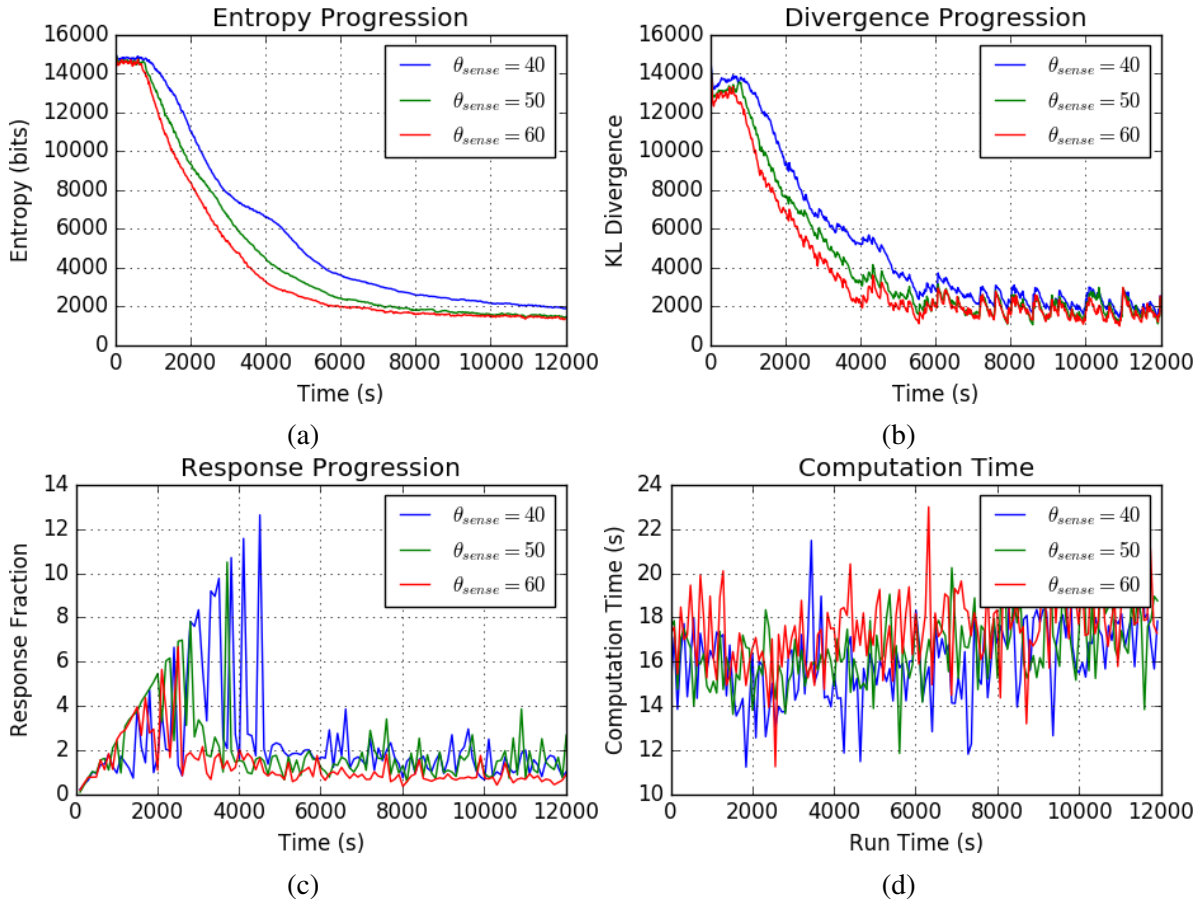 Entropy Progression
Entropy (bits)
16000
14000
12000
10000
8000
6000
4000
2000
0
0 2000 4000 6000 8000 10000 12000
Time (s)
θsense = 40
θsense = 50
θsense = 60
(a)
Divergence Progression
KL Divergence
16000
14000
12000
10000
8000
6000
4000
2000
0
0 2000 4000 6000 8000 10000 12000
Time (s)
θsense = 40
θsense = 50
θsense = 60
(b)
Response Progression
Response Fraction
14
12
10
8
6
4
2
0
0 2000 4000 6000 8000 10000 12000
Time (s)
θsense = 40
θsense = 50
θsense = 60
(c)
Computation Time
Computation Time (s)
24
22
20
18
16
14
12
10
0 2000 4000 6000 8000 10000 12000
Run Time (s)
θsense = 40
θsense = 50
θsense = 60
(d)